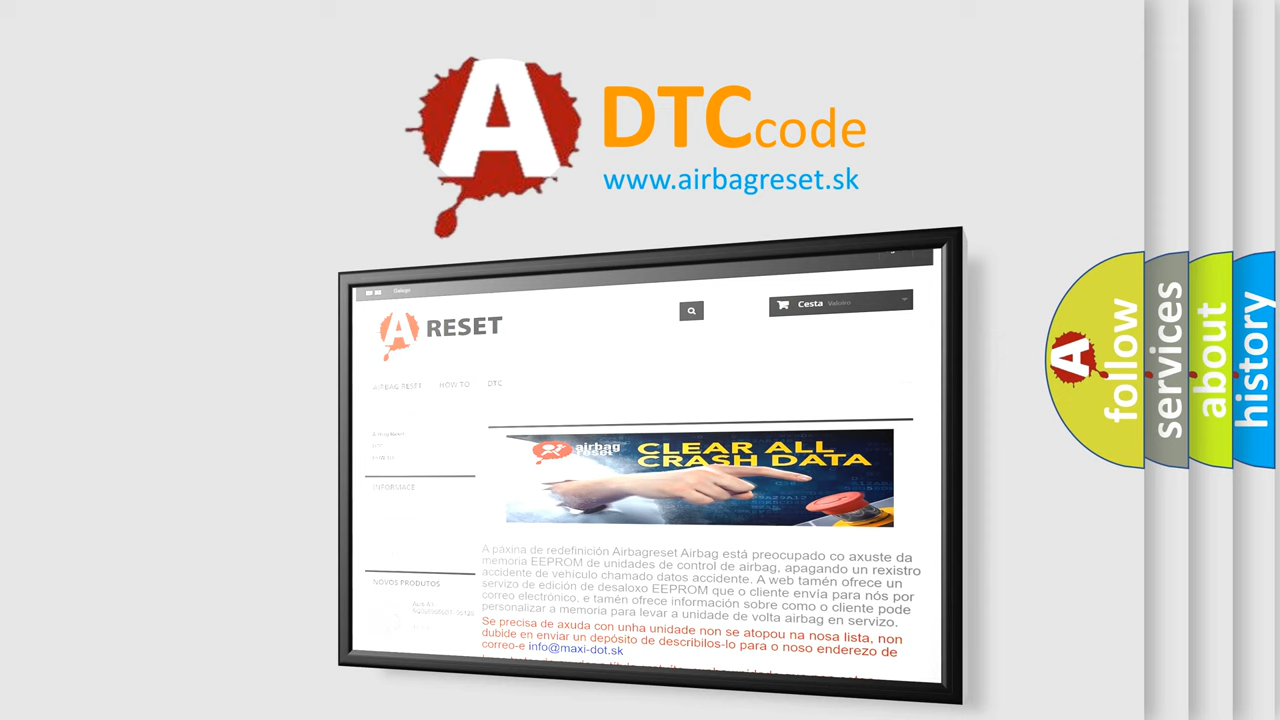 A
DTCcode
www.airbagreset.sk
Galego
A RESET
Cesta Valeiro
AIRBAG RESET HOW TO DTC
INFORMACE
airbag
reset
CLEAR ALL
CRASH DATA
A páxina de redefinición Airbagreset Airbag está preocupado co axuste da
memoria EEPROM de unidades de control de airbag, apagando un rexistro
accidente de vehículo chamado datos accidente. A web tamén ofrece un
servizo de edición de desaloxo EEPROM que o cliente envía para nós por
correo electrónico, e tamén ofrece información sobre como o cliente pode
personalizar a memoria para levar a unidade de volta airbag en servizo.
Se precisa de axuda con unha unidade non se atopou na nosa lista, non
dubide en enviar un depósito de describilos-lo para o noso enderezo de
correo-e info@maxi-dot.sk
NOVOS PRODUTOS
A
follow
services
about
history